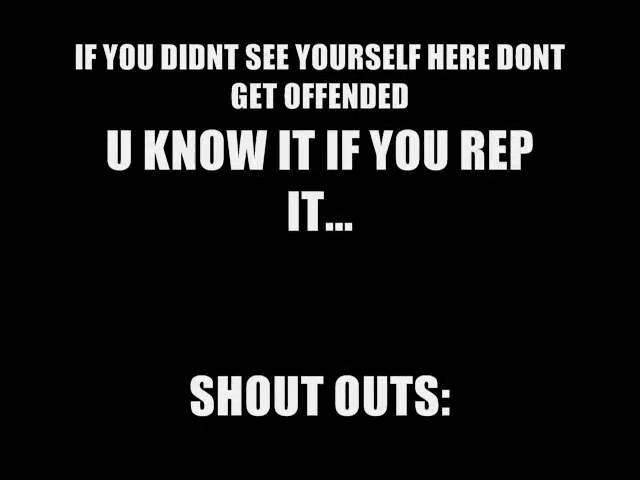 IF YOU DIDNT SEE YOURSELF HERE DONT
GET OFFENDED
U KNOW IT IF YOU REP
IT...
SHOUT OUTS: